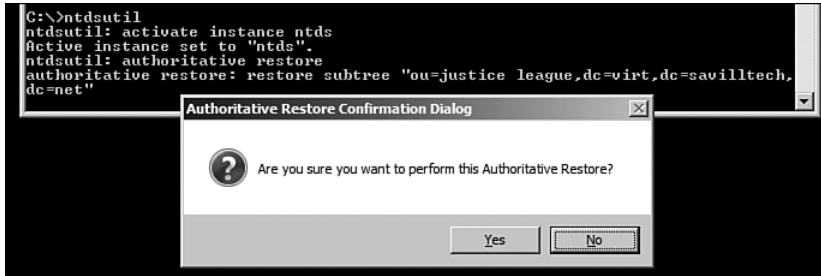 C:\>ntdsutil
ntdsutil: activate instance ntds
Active instance set to "ntds".
ntdsutil: authoritative restore
authoritative restore: restore subtree "ou=justice league,dc=virt,dc=savilltech,
dc=net"
Authoritative Restore Confirmation Dialog
Are you sure you want to perform this Authoritative Restore?
Yes
No